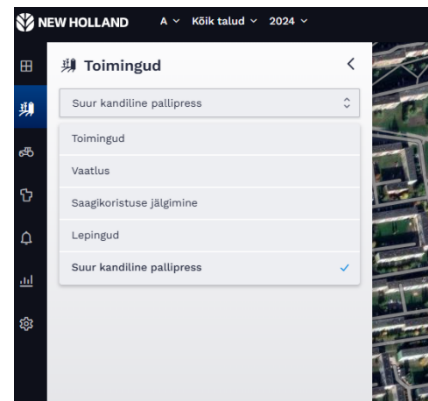 NEW HOLLAND A Kõik talud 2024
Toimingud
Suur kandiline pallipress
Toimingud
Vaatlus
Saagikoristuse jälgimine
Lepingud
Suur kandiline pallipress